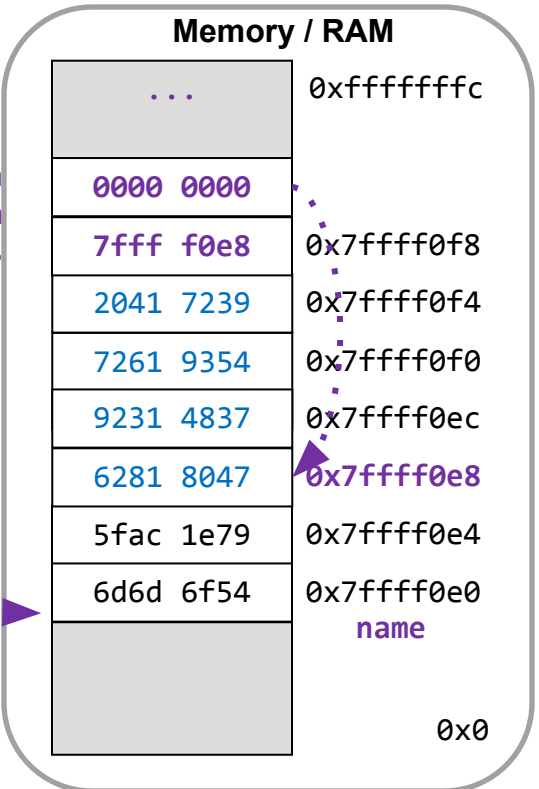 Memory / RAM
... 0xfffffffc
0000 0000
7fff f0e8 0x7ffff0f8
2041 7239 0x7ffff0f4
7261 9354 0x7ffff0f0
9231 4837 0x7ffff0ec
6281 8047 0x7ffff0e8
5fac 1e79 0x7ffff0e4
6d6d 6f54 0x7ffff0e0
name
0x0